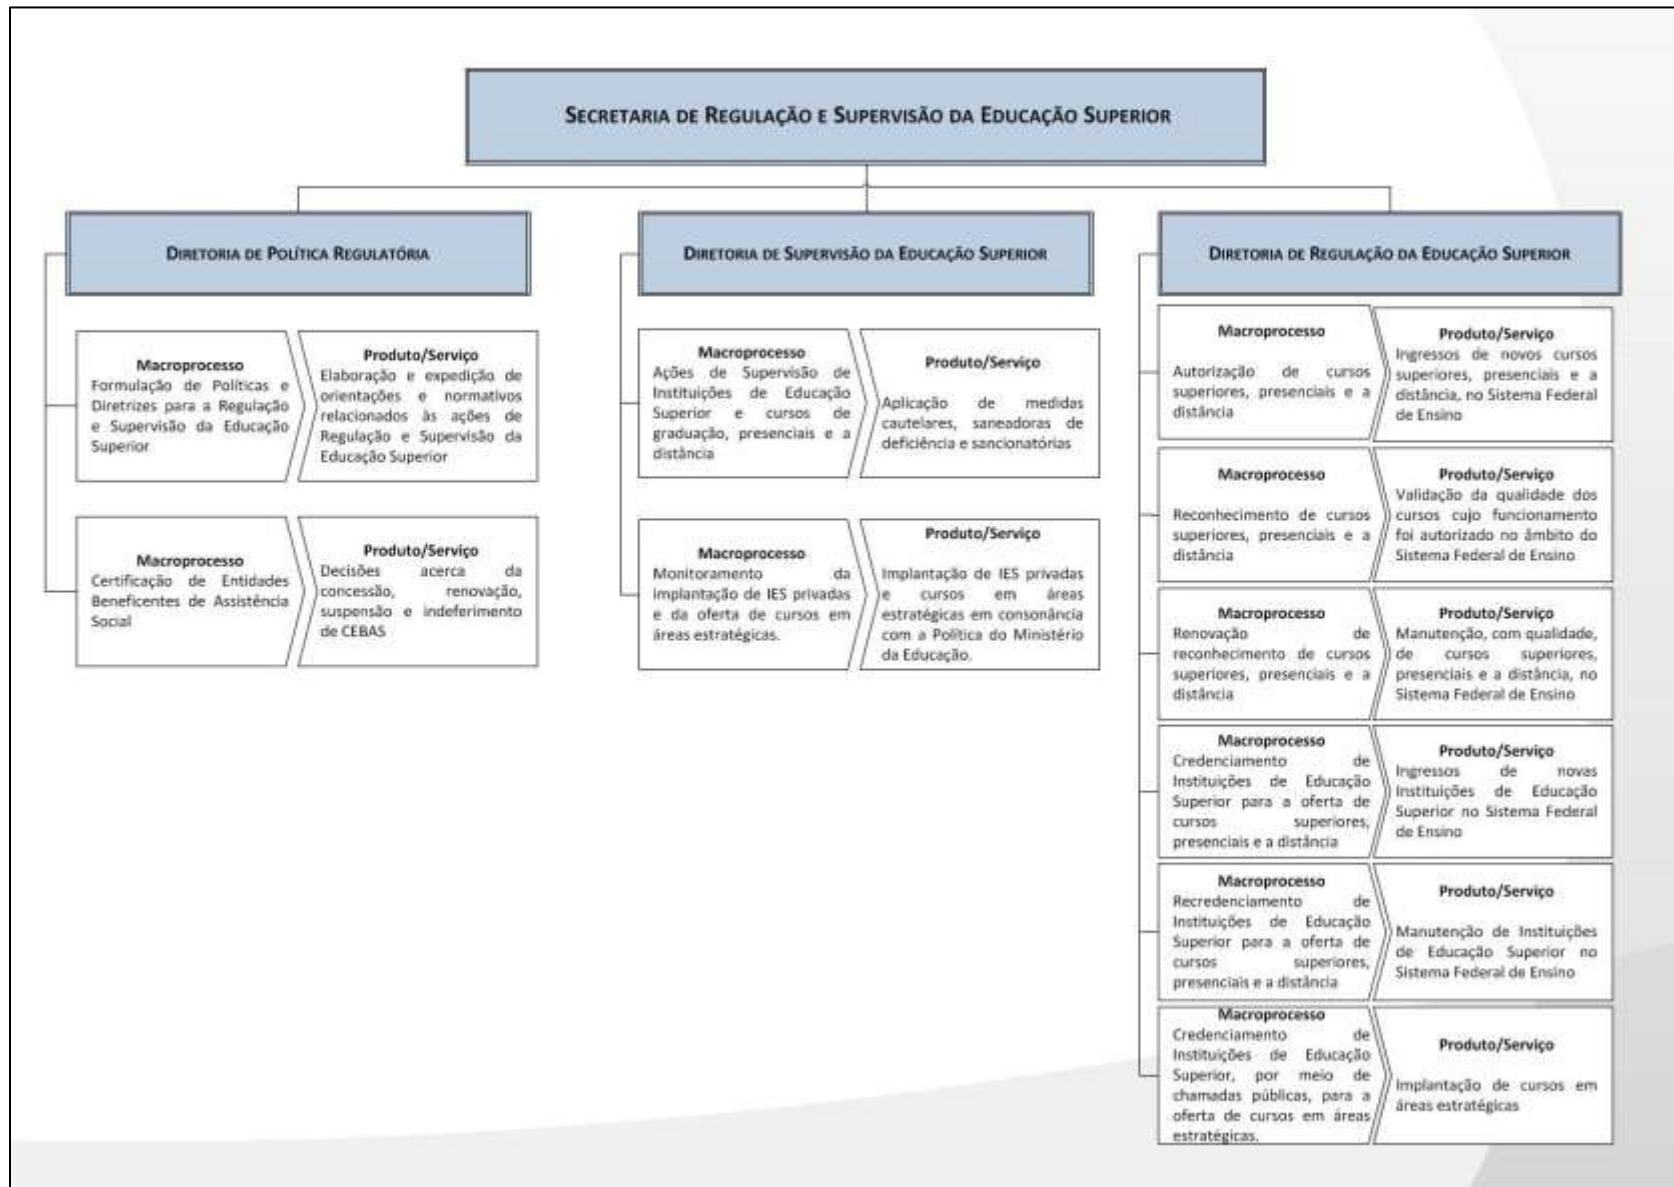 SECRETARIA DE REGULAÇÃO E SUPERVISÃO DA EDUCAÇÃO SUPERIOR
DIRETORIA DE POLÍTICA REGULATÓRIA
Macroprocesso
Formulação de Políticas e
Diretrizes para a Regulação
e Supervisão da Educação
Superior
Produto/Serviço
Elaboração e expedição de
orientações e normativos
relacionados às ações de
Regulação e Supervisão da
Educação Superior
Macroprocesso
Certificação de Entidades
Beneficentes de Assistência
Social
Produto/Serviço
Decisões acerca da
concessão, renovação,
suspensão e indeferimento
de CEBAS
DIRETORIA DE SUPERVISÃO DA EDUCAÇÃO SUPERIOR
Macroprocesso
Ações de Supervisão de
Instituições de Educação
Superior e cursos de
graduação, presenciais e a
distância
Produto/Serviço
Aplicação de medidas
cautelares, saneadoras de
deficiência e sancionatórias
Macroprocesso
Monitoramento da
implantação de IES privadas
e da oferta de cursos em
áreas estratégicas.
Produto/Serviço
Implantação de IES privadas
e cursos em áreas
estratégicas em consonância
com a Política do Ministério
da Educação.
DIRETORIA DE REGULAÇÃO DA EDUCAÇÃO SUPERIOR
Macroprocesso
Autorização de cursos
superiores, presenciais e a
distância
Produto/Serviço
Ingressos de novos cursos
superiores, presenciais e a
distância, no Sistema Federal
de Ensino
Macroprocesso
Reconhecimento de cursos
superiores, presenciais e a
distância
Produto/Serviço
Validação da qualidade dos
cursos cujo funcionamento
foi autorizado no âmbito do
Sistema Federal de Ensino
Macroprocesso
Renovação de
reconhecimento de cursos
superiores, presenciais e a
distância
Produto/Serviço
Manutenção, com qualidade,
de cursos superiores,
presenciais e a distância, no
Sistema Federal de Ensino
Macroprocesso
Credenciamento de
Instituições de Educação
Superior para a oferta de
cursos superiores,
presenciais e a distância
Produto/Serviço
Ingressos de novas
Instituições de Educação
Superior no Sistema Federal
de Ensino
Macroprocesso
Recredenciamento de
Instituições de Educação
Superior para a oferta de
cursos superiores,
presenciais e a distância
Produto/Serviço
Manutenção de Instituições
de Educação Superior no
Sistema Federal de Ensino
Macroprocesso
Credenciamento de
Instituições de Educação
Superior, por meio de
chamadas públicas, para a
oferta de cursos em áreas
estratégicas.
Produto/Serviço
Implantação de cursos em
áreas estratégicas